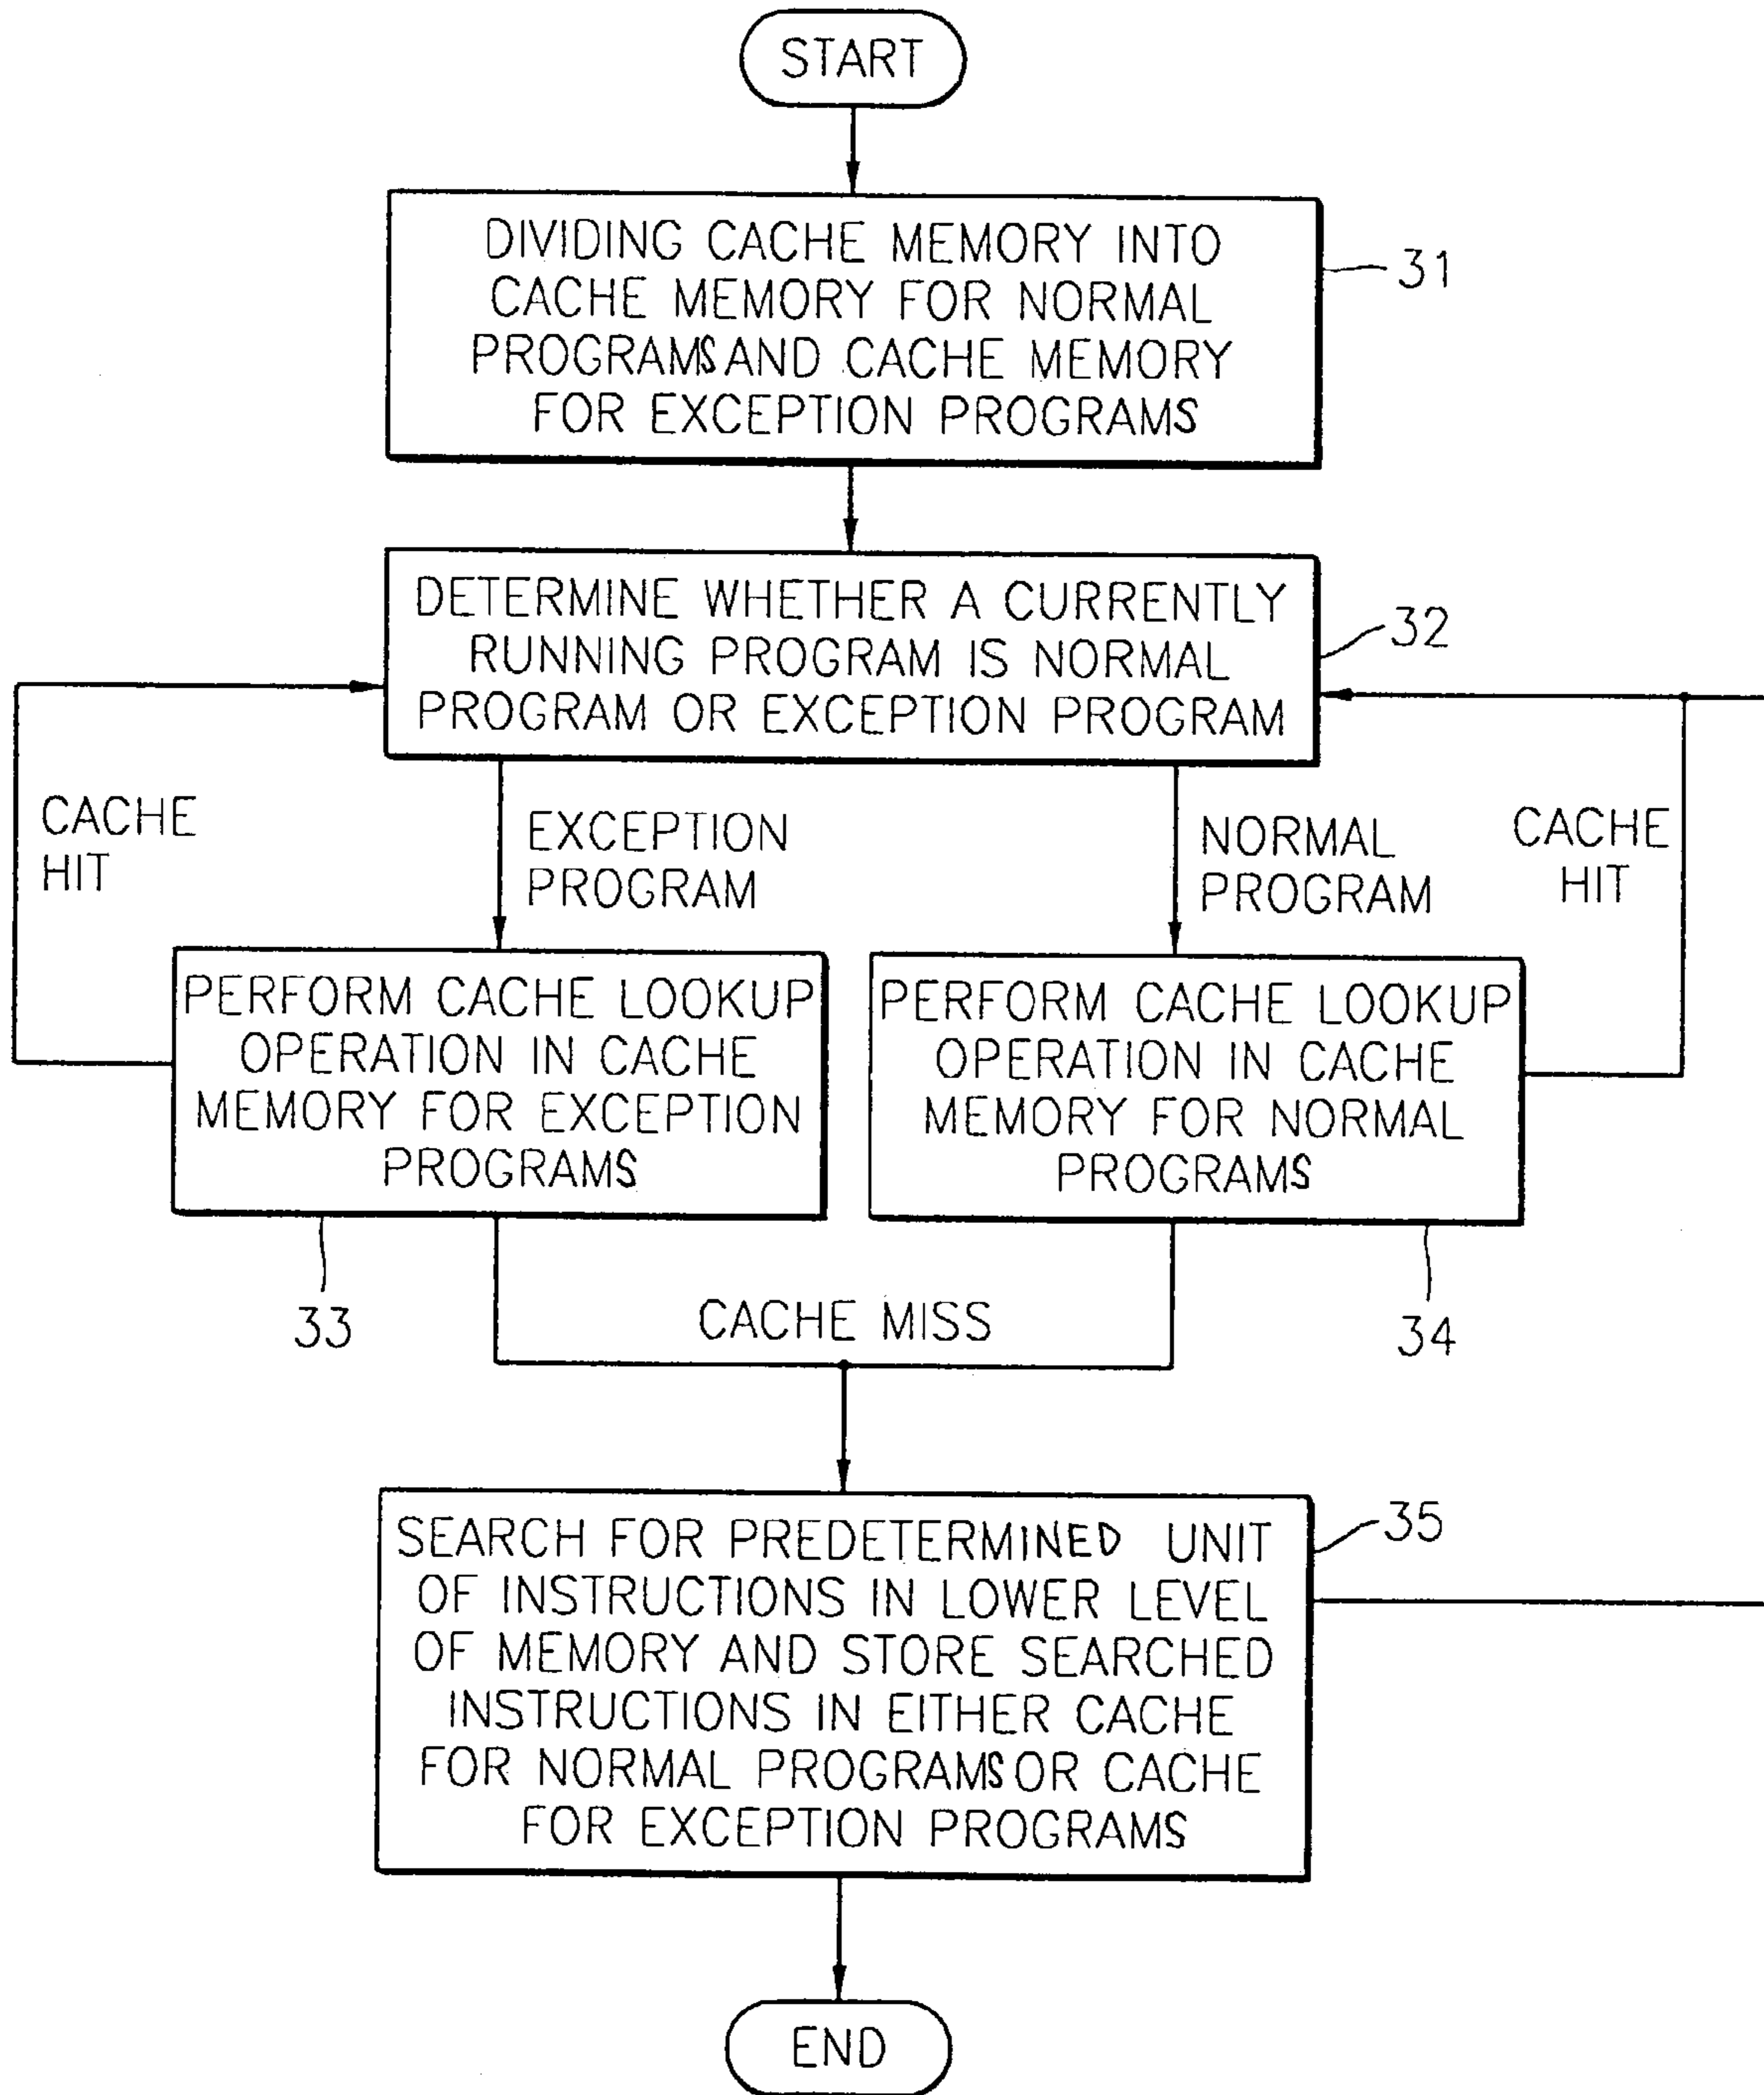 START
DIVIDING CACHE MEMORY INTO
CACHE MEMORY FOR NORMAL
PROGRAMS AND CACHE MEMORY
FOR EXCEPTION PROGRAMS
31
DETERMINE WHETHER A CURRENTLY
RUNNING PROGRAM IS NORMAL
PROGRAM OR EXCEPTION PROGRAM
32
CACHE
HIT
EXCEPTION
PROGRAM
NORMAL
PROGRAM
CACHE
HIT
PERFORM CACHE LOOKUP
OPERATION IN CACHE
MEMORY FOR EXCEPTION
PROGRAMS
33
PERFORM CACHE LOOKUP
OPERATION IN CACHE
MEMORY FOR NORMAL
PROGRAMS
34
CACHE MISS
SEARCH FOR PREDETERMINED UNIT
OF INSTRUCTIONS IN LOWER LEVEL
OF MEMORY AND STORE SEARCHED
INSTRUCTIONS IN EITHER CACHE
FOR NORMAL PROGRAMS OR CACHE
FOR EXCEPTION PROGRAMS
35
END